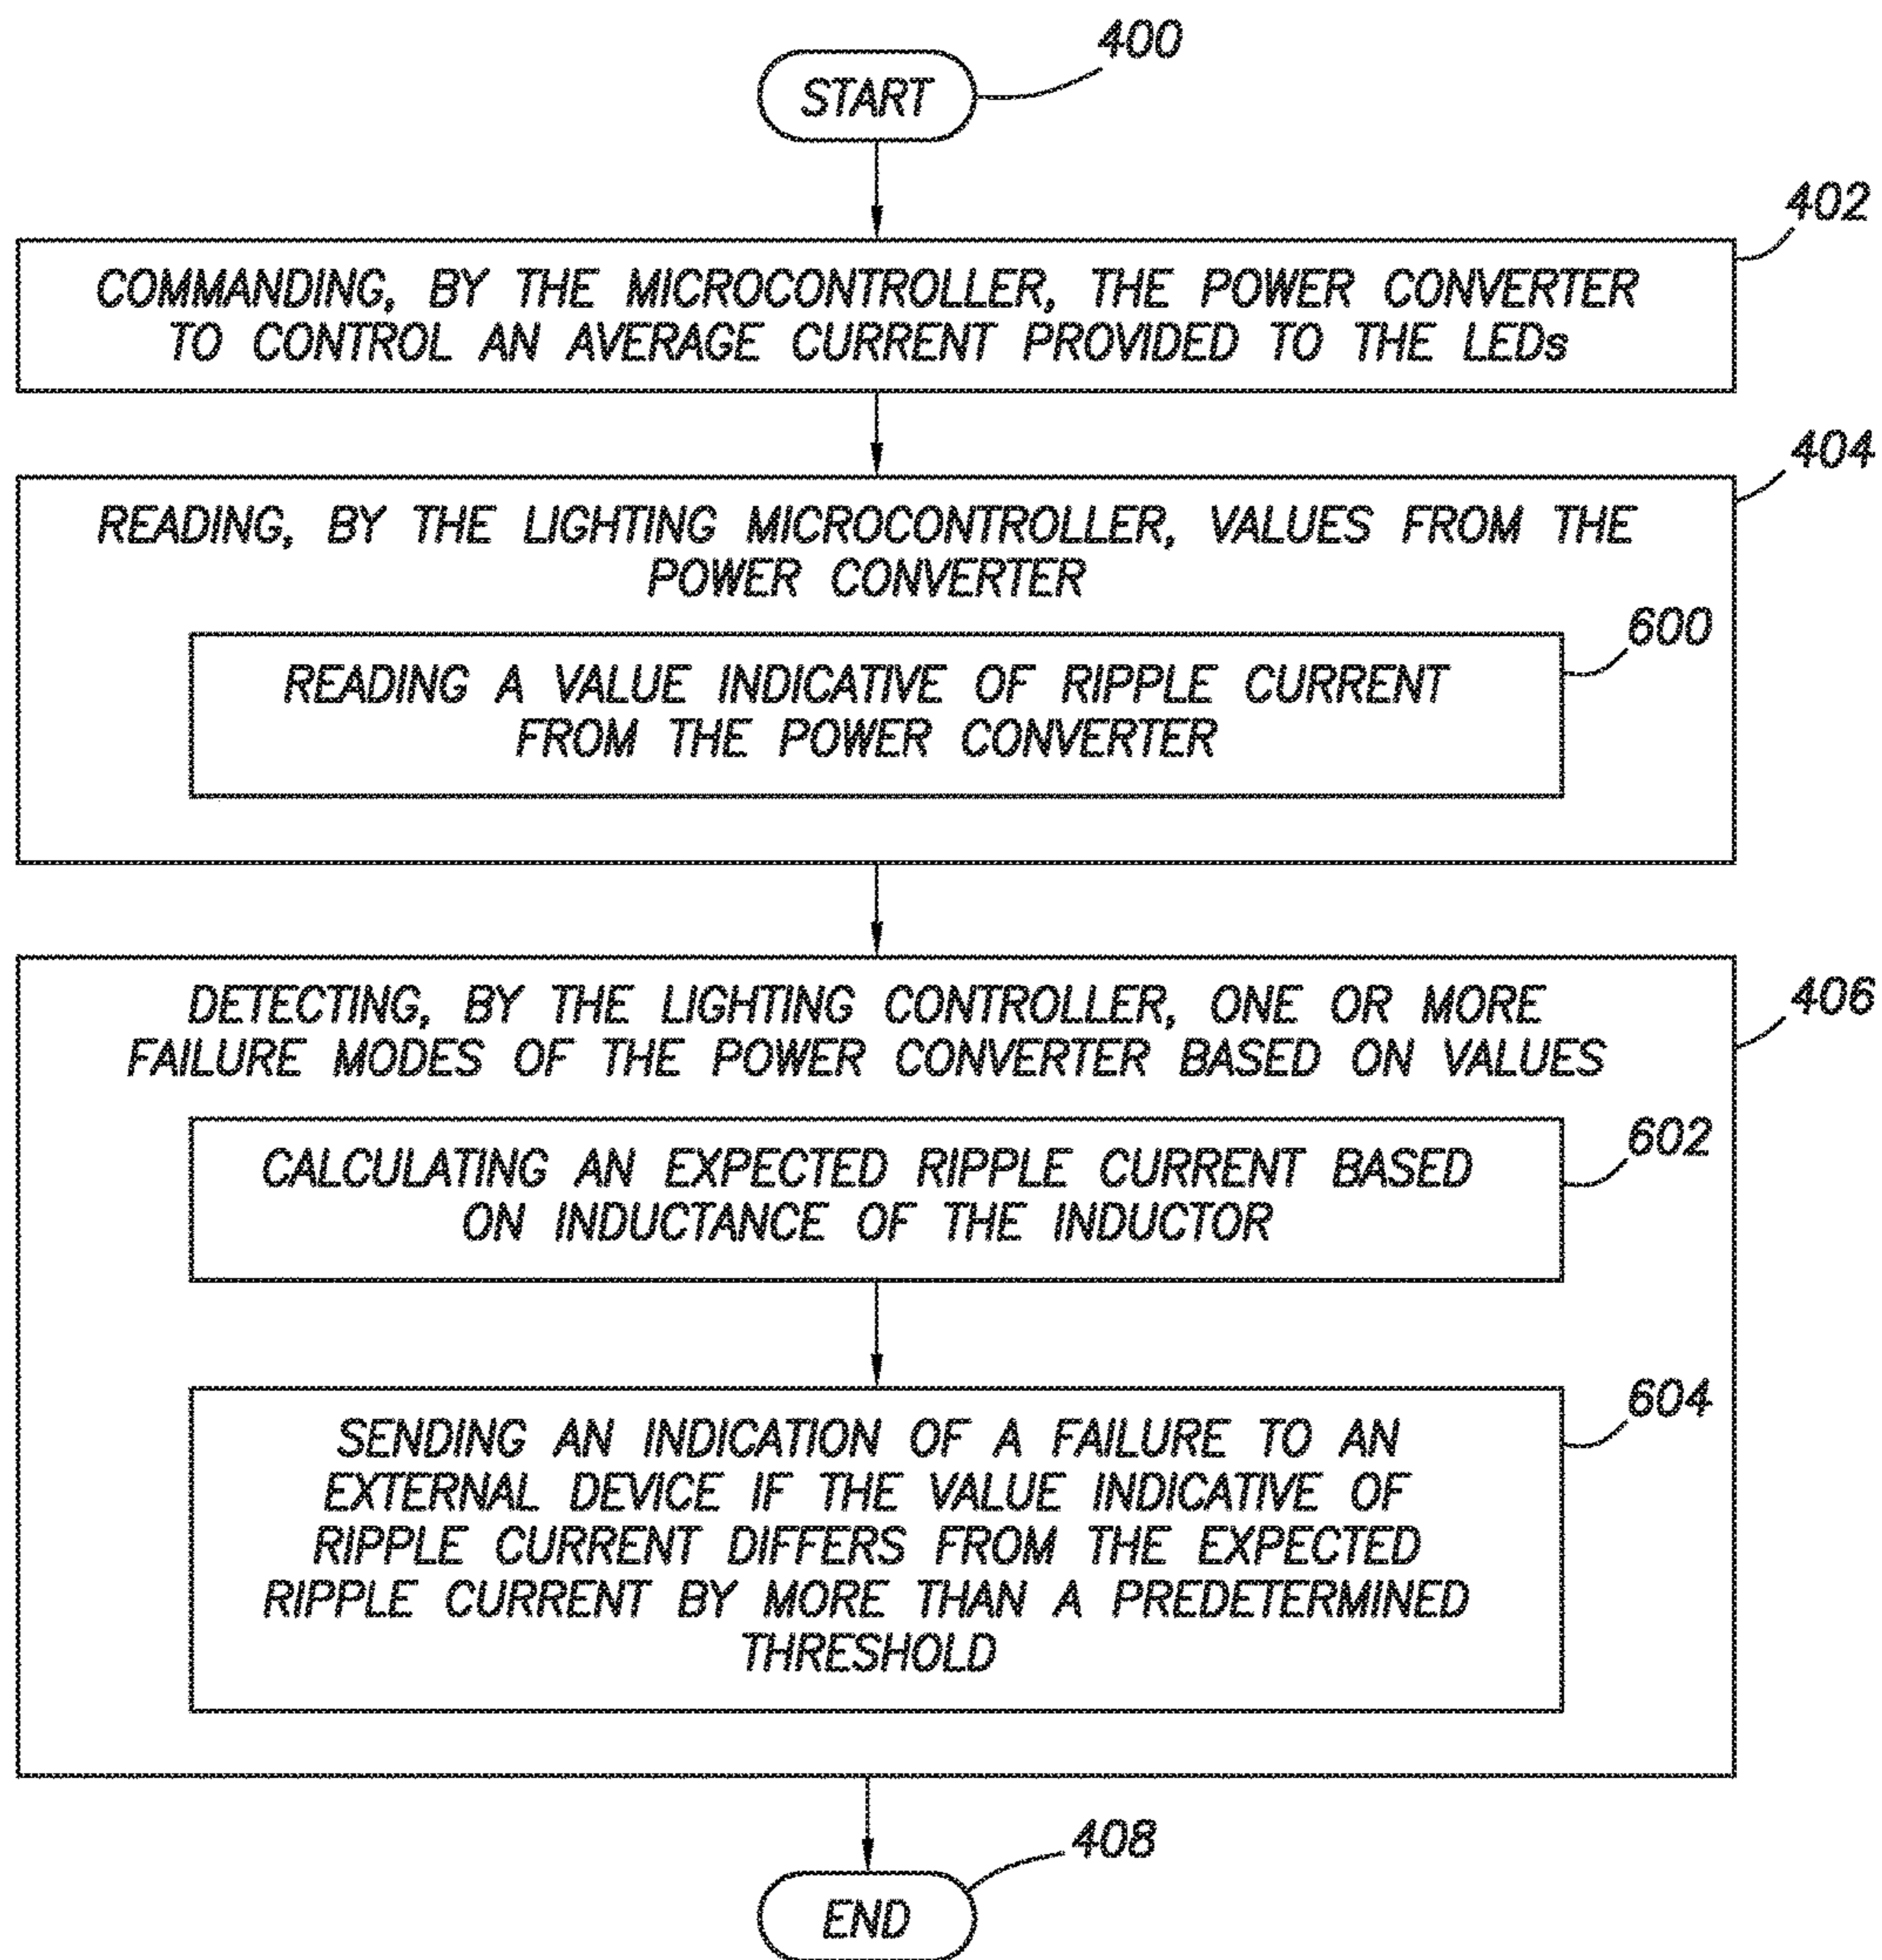 400
START
402
COMMANDING, BY THE MICROCONTROLLER, THE POWER CONVERTER
TO CONTROL AN AVERAGE CURRENT PROVIDED TO THE LEDs
404
READING, BY THE LIGHTING MICROCONTROLLER, VALUES FROM THE
POWER CONVERTER
600
READING A VALUE INDICATIVE OF RIPPLE CURRENT
FROM THE POWER CONVERTER
406
DETECTING, BY THE LIGHTING CONTROLLER, ONE OR MORE
FAILURE MODES OF THE POWER CONVERTER BASED ON VALUES
602
CALCULATING AN EXPECTED RIPPLE CURRENT BASED
ON INDUCTANCE OF THE INDUCTOR
604
SENDING AN INDICATION OF A FAILURE TO AN
EXTERNAL DEVICE IF THE VALUE INDICATIVE OF
RIPPLE CURRENT DIFFERS FROM THE EXPECTED
RIPPLE CURRENT BY MORE THAN A PREDETERMINED
THRESHOLD
408
END